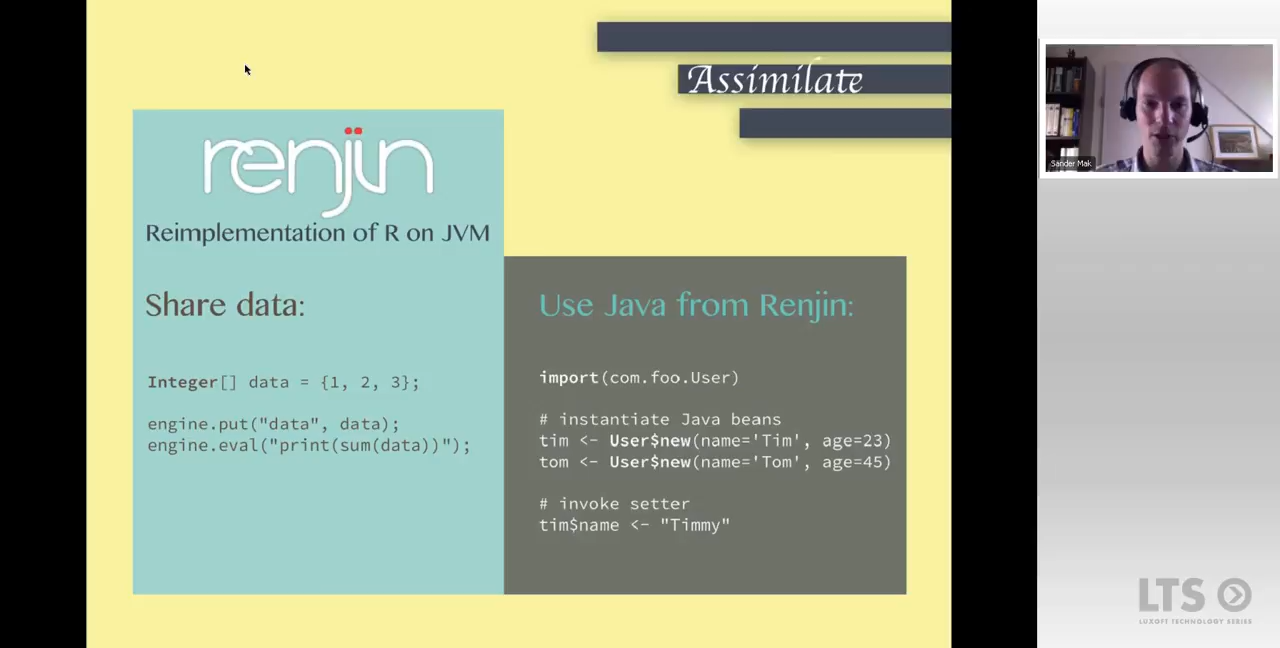 Assimilate
renjin
Reimplementation of R on JVM
Share data:
Integer[] data = {1, 2, 3};
engine.put("data", data);
engine.eval("print(sum(data))");
Use Java from Renjin:
import(com.foo.User)
# instantiate Java beans
tim <- User$new(name='Tim', age=23)
tom <- User$new(name='Tom', age=45)
# invoke setter
tim$name <- "Timmy"
Sander Mak
LTS
LUXOFT TECHNOLOGY SERIES